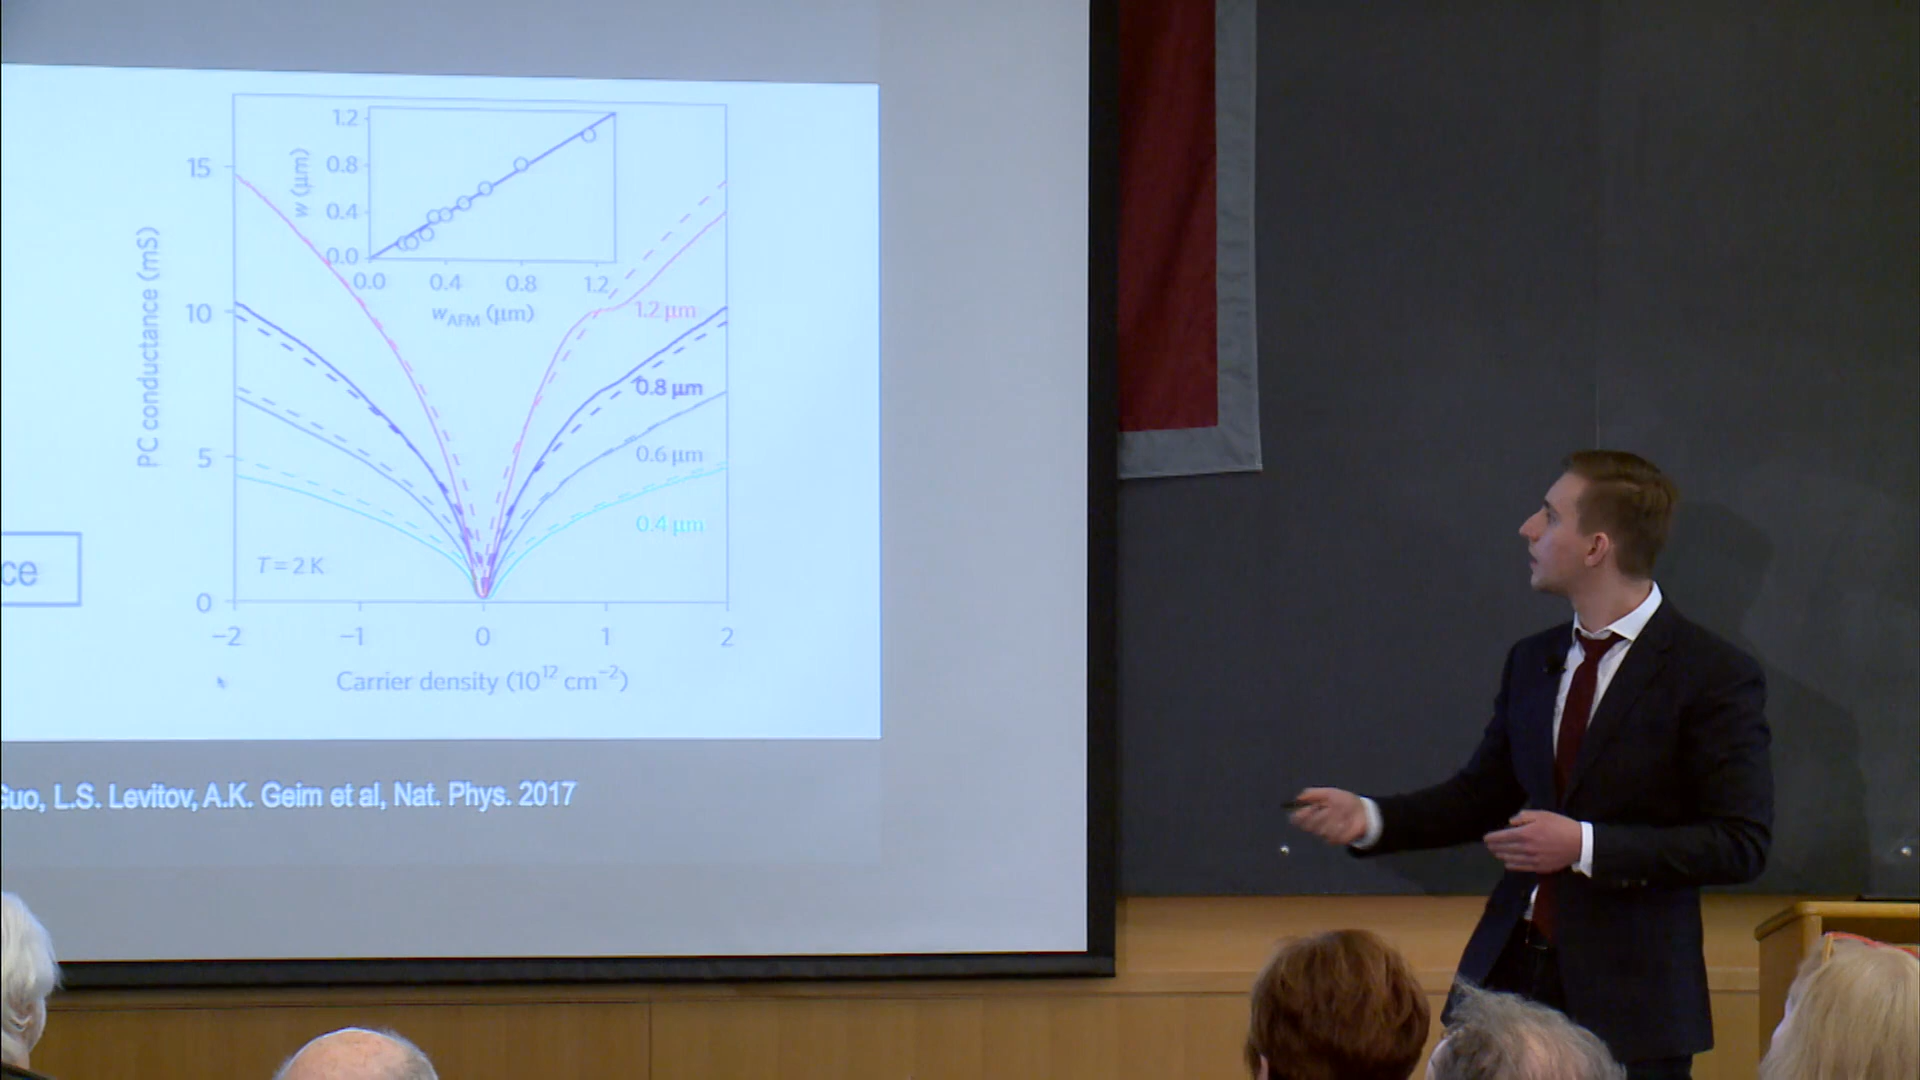 1.2
0.8
0.4
0.0
w (μm)
0.0 0.4 0.8 1.2
wAFM (μm)
15
10
5
0
PC conductance (mS)
1.2 μm
0.8 μm
0.6 μm
0.4 μm
T = 2 K
−2 −1 0 1 2
Carrier density (10¹² cm⁻²)
ce
Guo, L.S. Levitov, A.K. Geim et al, Nat. Phys. 2017